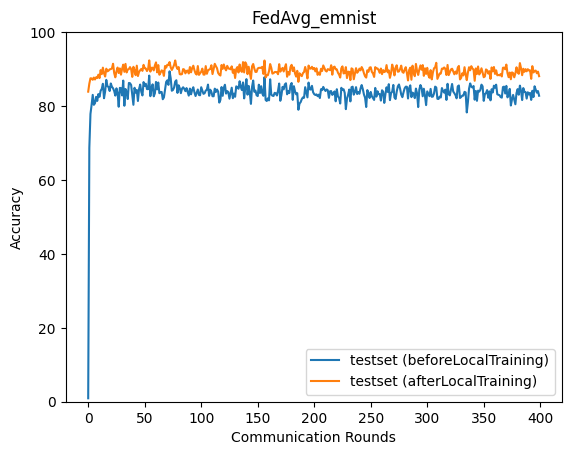 FedAvg_emnist
100
80
60
40
20
0
Accuracy
0 50 100 150 200 250 300 350 400
Communication Rounds
testset (beforeLocalTraining)
testset (afterLocalTraining)